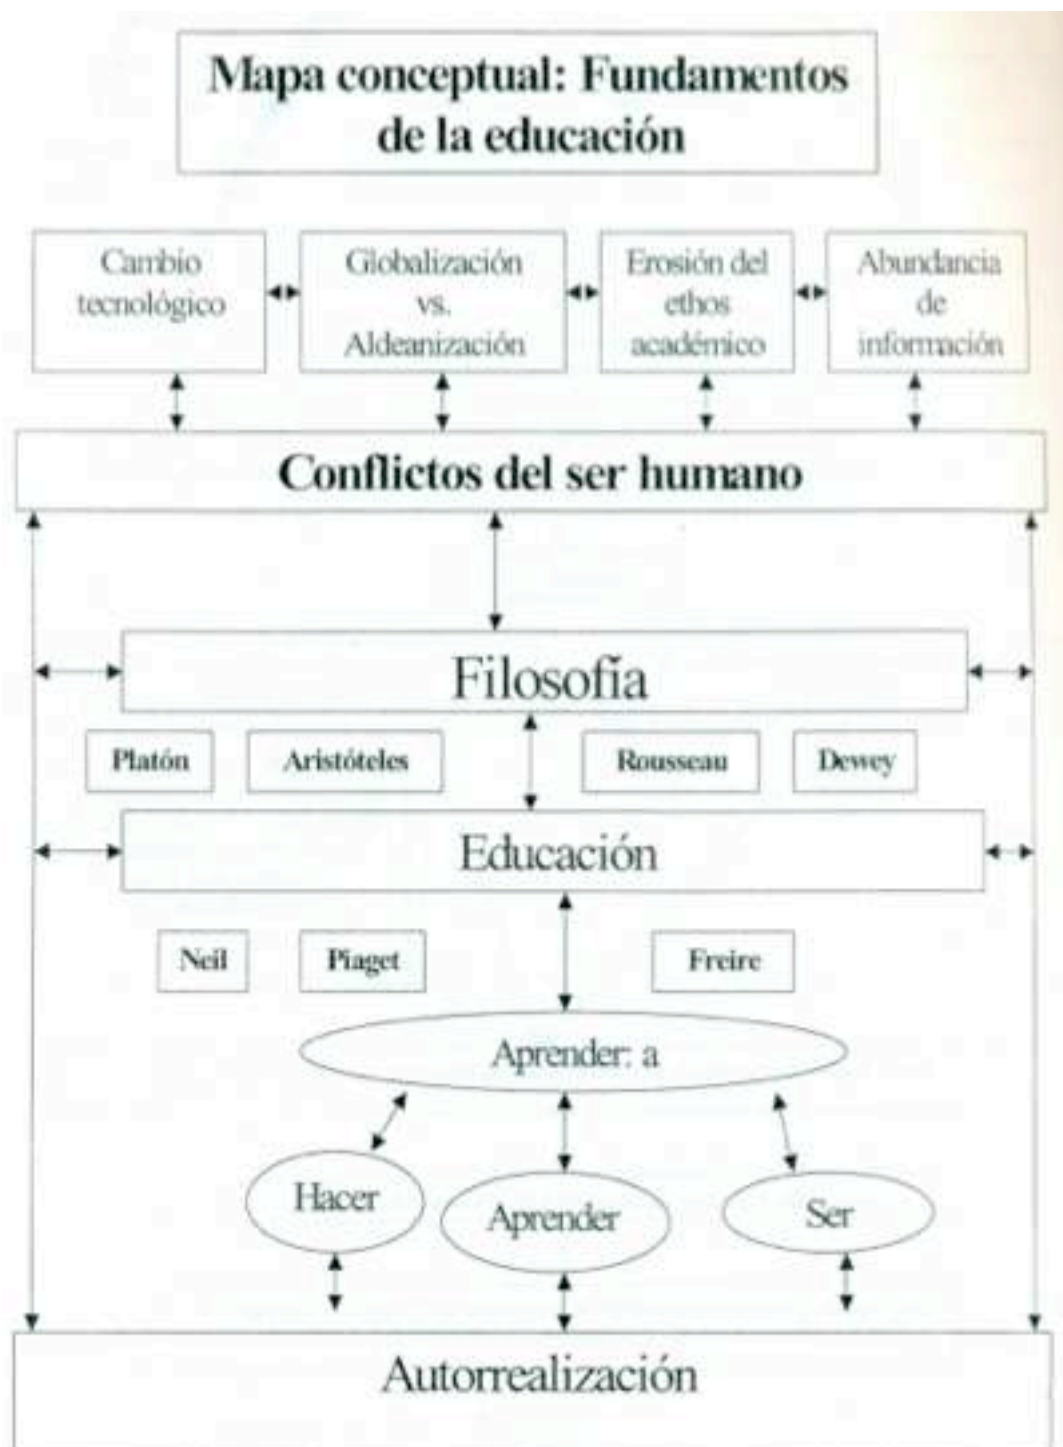 Mapa conceptual: Fundamentos
de la educación
Cambio
tecnológico
Globalización
vs.
Aldeanización
Erosión del
ethos
académico
Abundancia
de
información
Conflictos del ser humano
Filosofía
Platón
Aristóteles
Rousseau
Dewey
Educación
Neil
Piaget
Freire
Aprender: a
Hacer
Aprender
Ser
Autorrealización